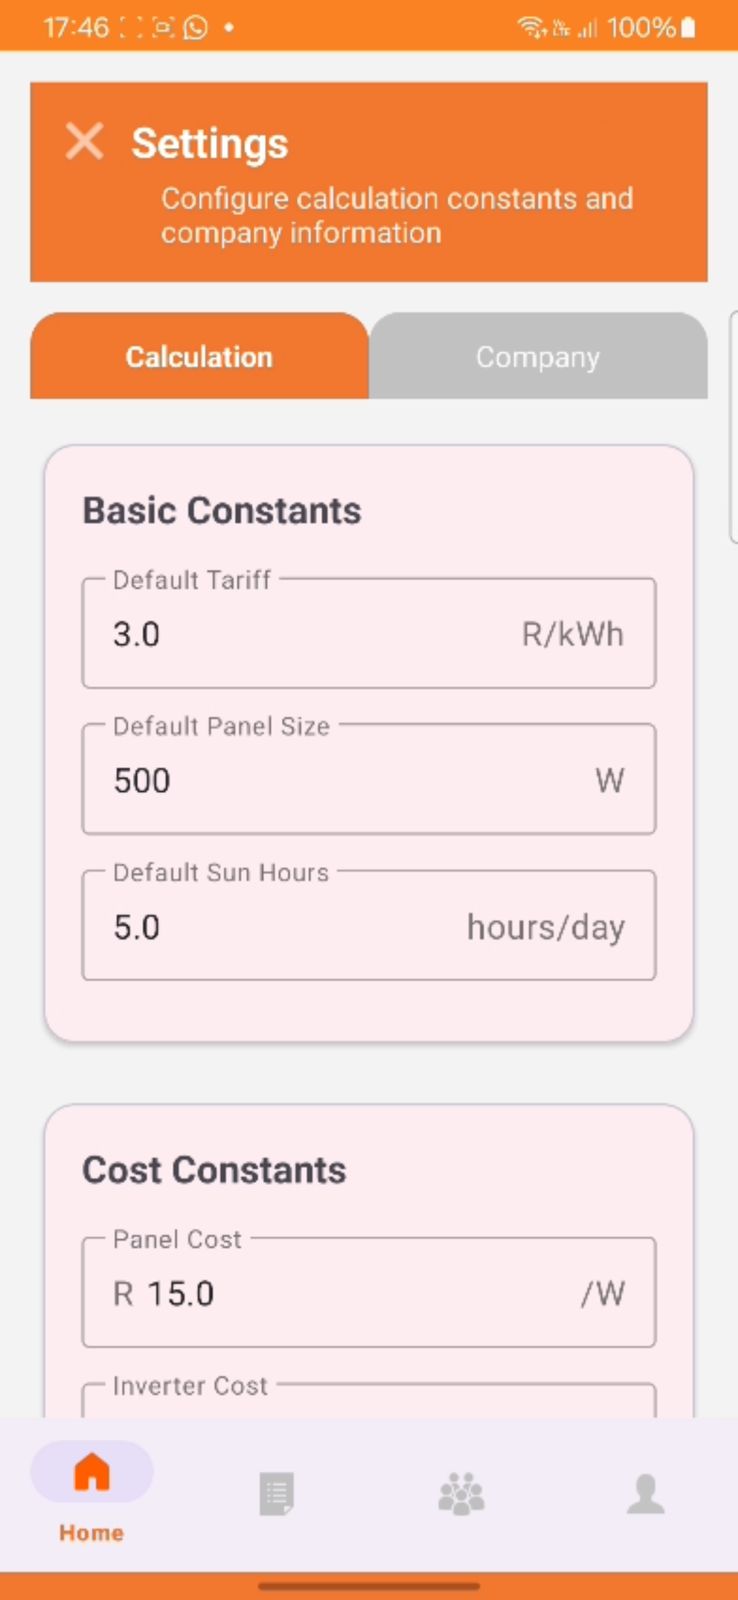 17:46
100%
Settings
Configure calculation constants and
company information
Calculation
Company
Basic Constants
Default Tariff
3.0 R/kWh
Default Panel Size
500 W
Default Sun Hours
5.0 hours/day
Cost Constants
Panel Cost
R 15.0 /W
Inverter Cost
Home